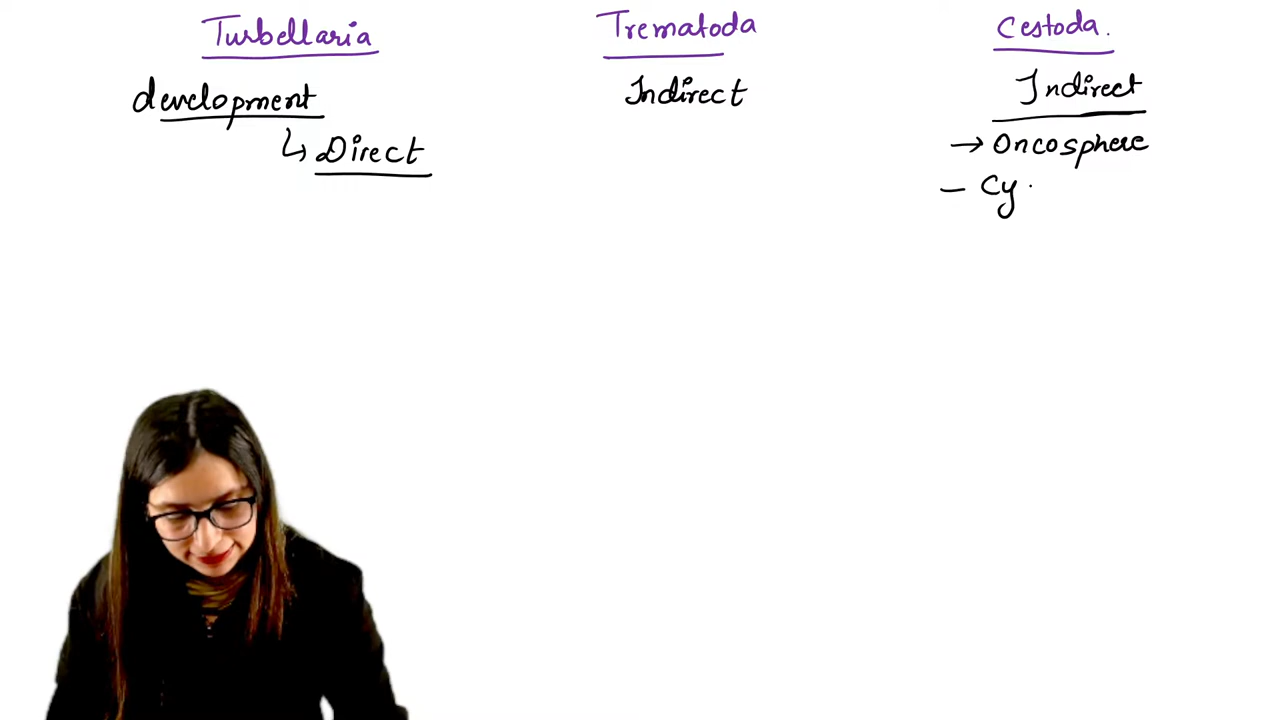 Turbellaria Trematoda Cestoda.
development Indirect Indirect
↳ Direct → Oncosphere
- Cy